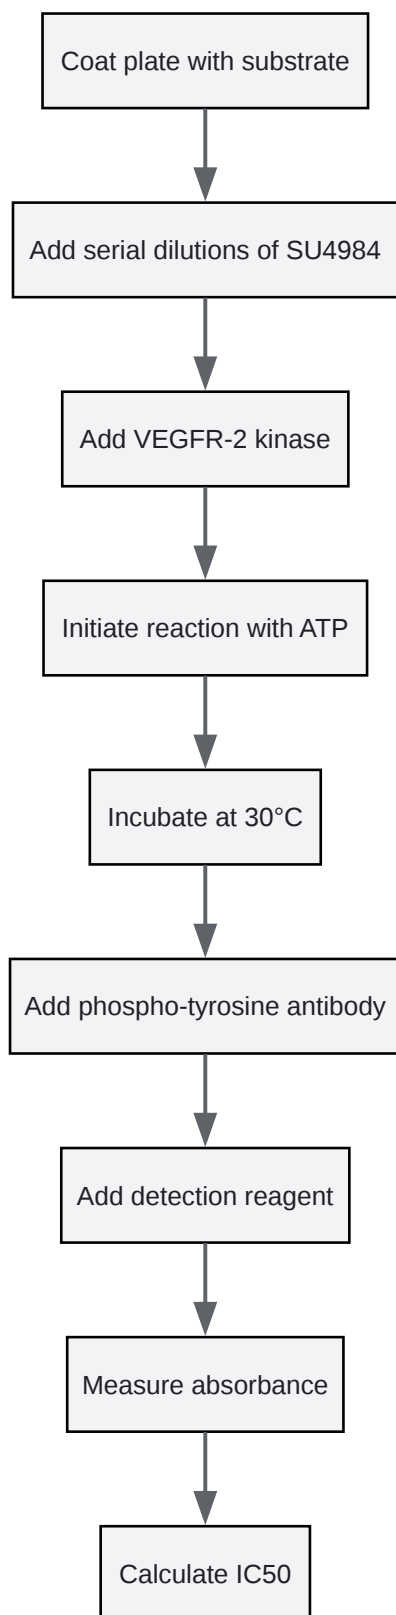 Coat plate with substrate
Add serial dilutions of SU4984
Add VEGFR-2 kinase
Initiate reaction with ATP
Incubate at 30°C
Add phospho-tyrosine antibody
Add detection reagent
Measure absorbance
Calculate IC50